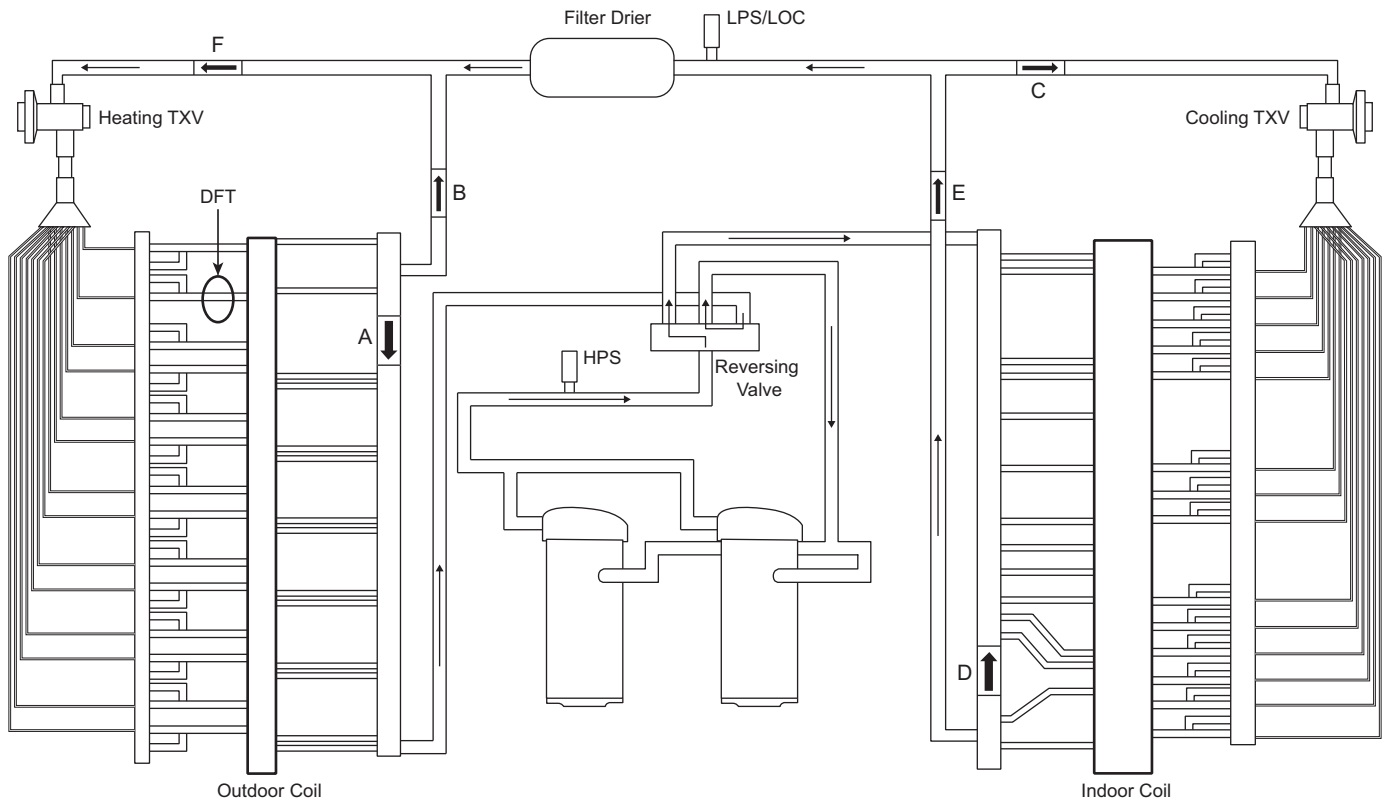 Filter Drier
LPS/LOC
F
C
Heating TXV
Cooling TXV
DFT
B
E
A
HPS
Reversing
Valve
D
Outdoor Coil
Indoor Coil